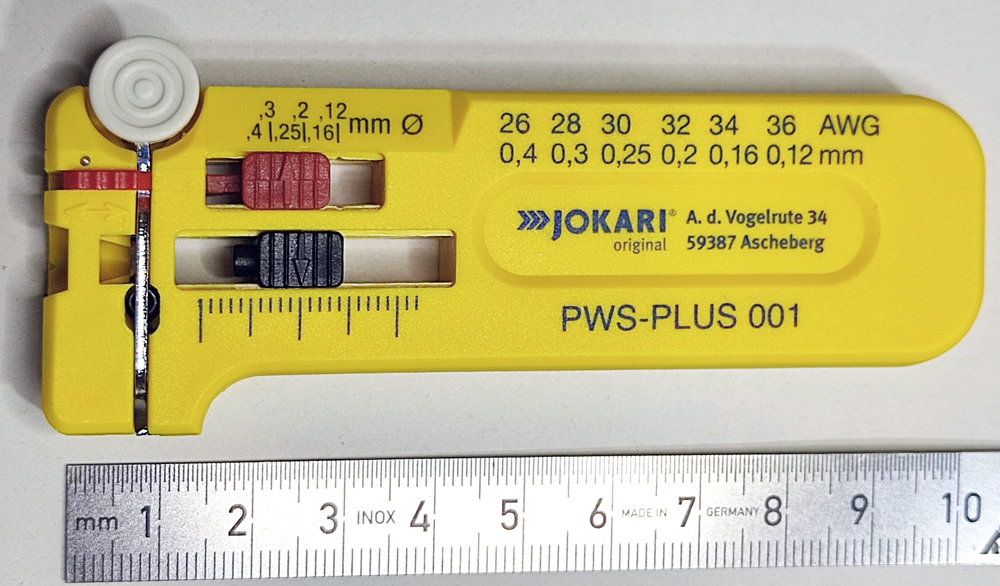 ,3 ,2 ,12
,4 |,25|,16| mm Ø
26 28 30 32 34 36 AWG
0,4 0,3 0,25 0,2 0,16 0,12 mm
JOKARI®
original
A. d. Vogelrute 34
59387 Ascheberg
PWS-PLUS 001
mm 1 2 3 INOX 4 5 6 MADE IN 7 GERMANY 8 9 10